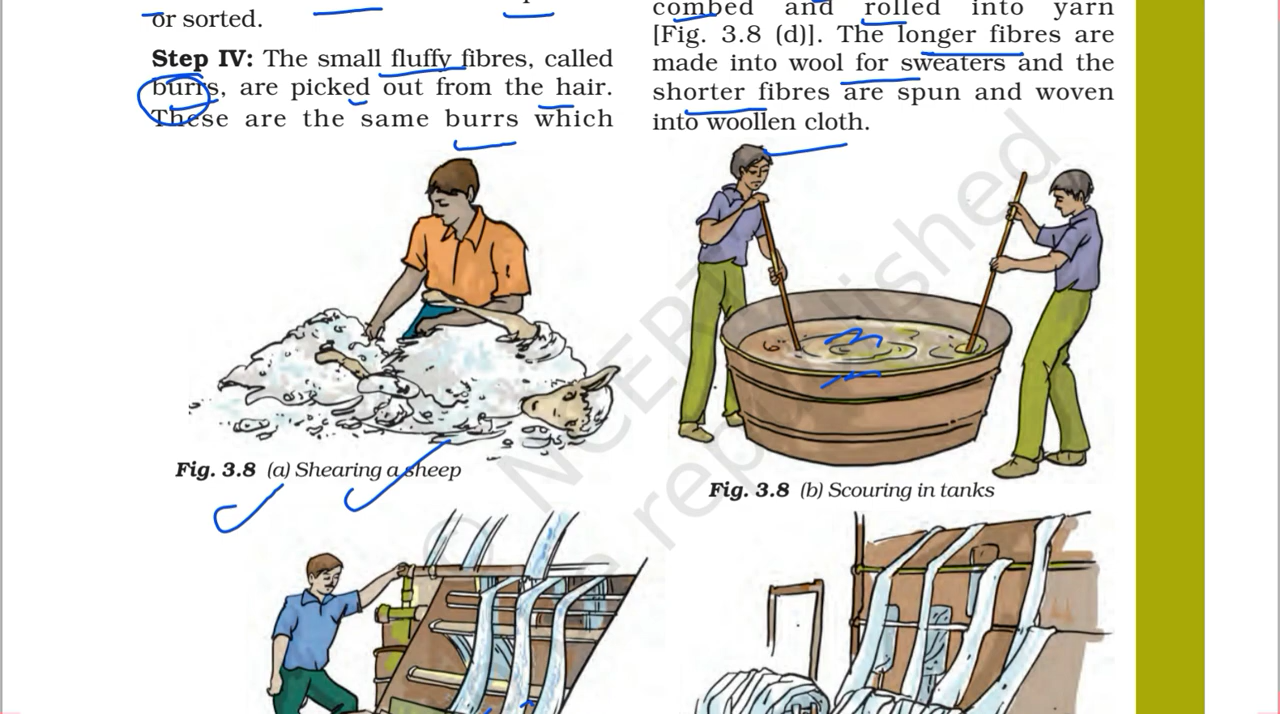 or sorted.
Step IV: The small fluffy fibres, called
burrs, are picked out from the hair.
These are the same burrs which
combed and rolled into yarn
[Fig. 3.8 (d)]. The longer fibres are
made into wool for sweaters and the
shorter fibres are spun and woven
into woollen cloth.
Fig. 3.8 (a) Shearing a sheep
Fig. 3.8 (b) Scouring in tanks
© NCERT
republished